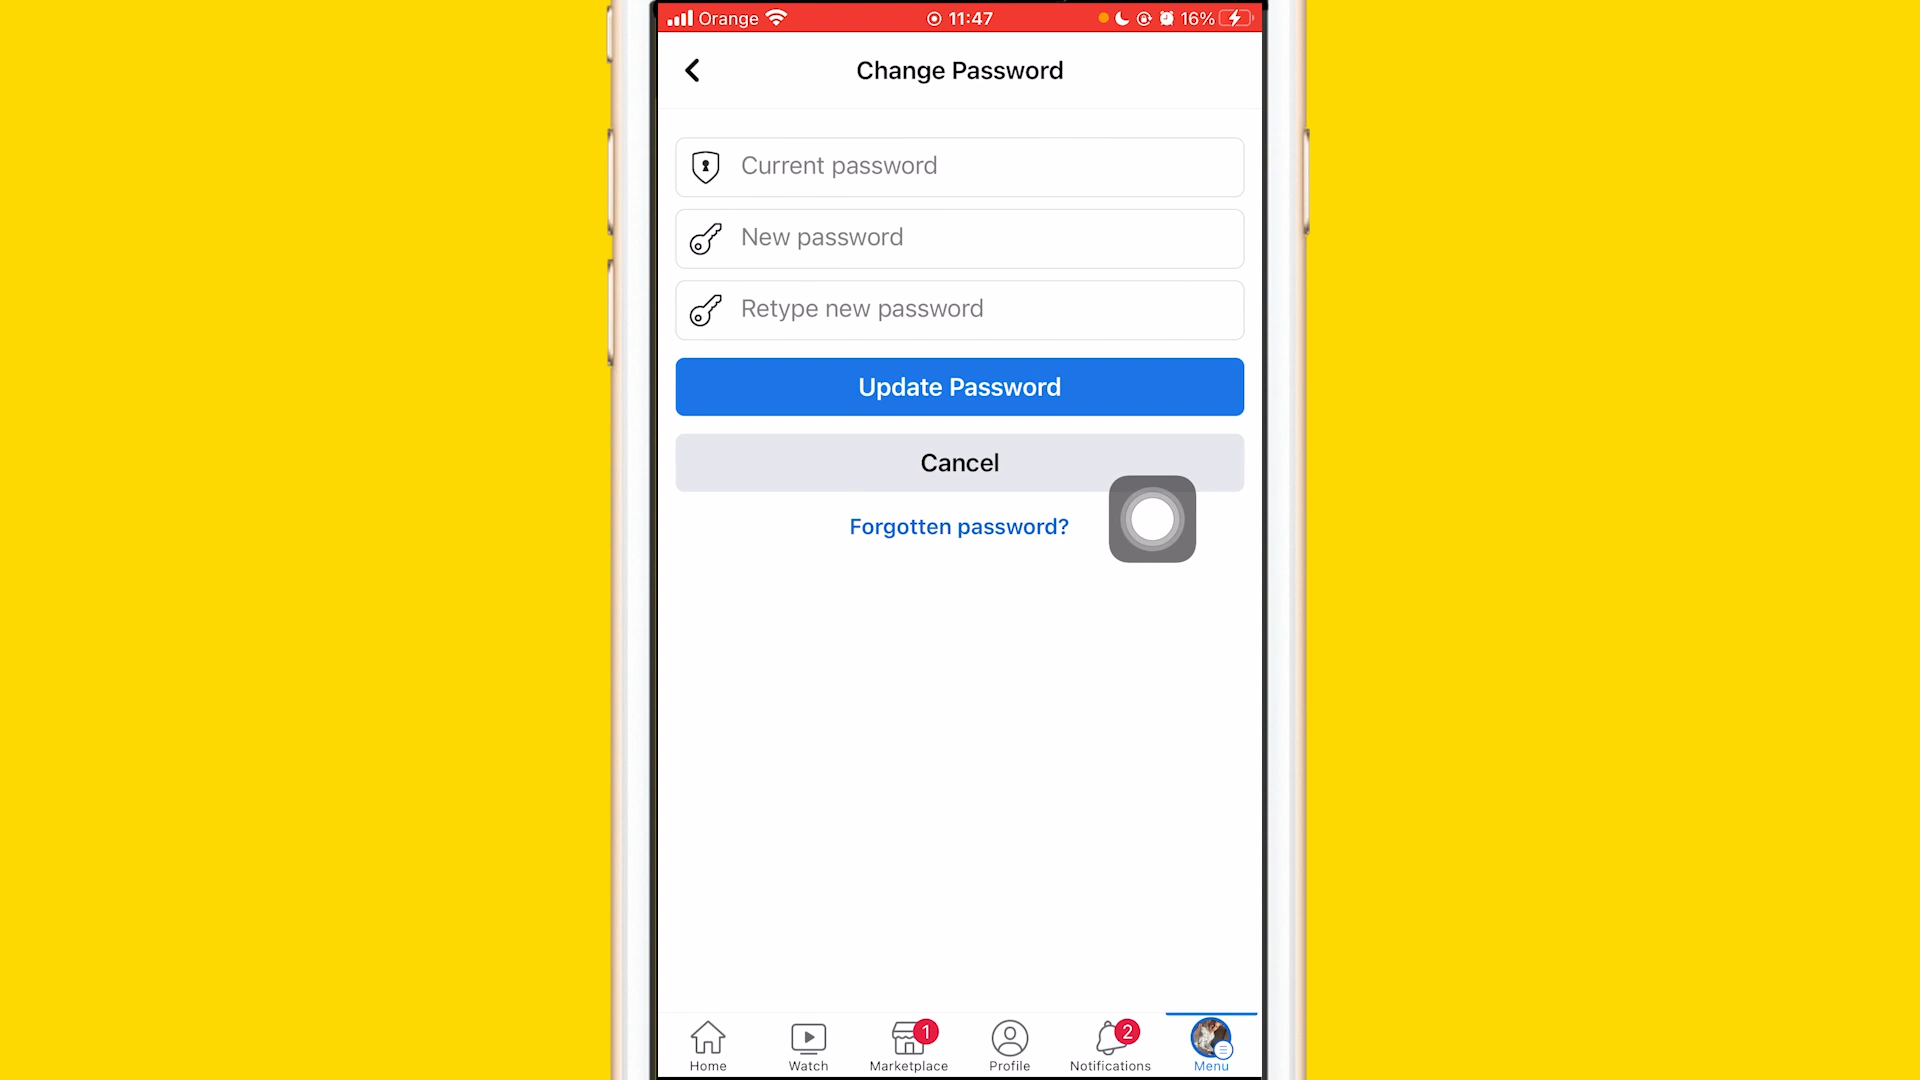 Orange 11:47 16%
Change Password
Current password
New password
Retype new password
Update Password
Cancel
Forgotten password?
1 2
Home Watch Marketplace Profile Notifications Menu